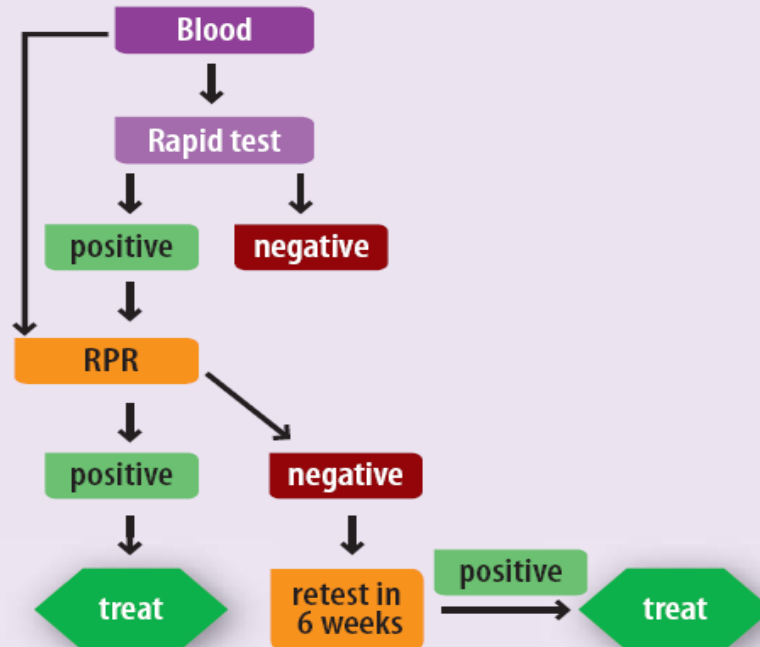 Blood
Rapid test
positive
negative
RPR
positive
negative
treat
retest in
6 weeks
positive
treat